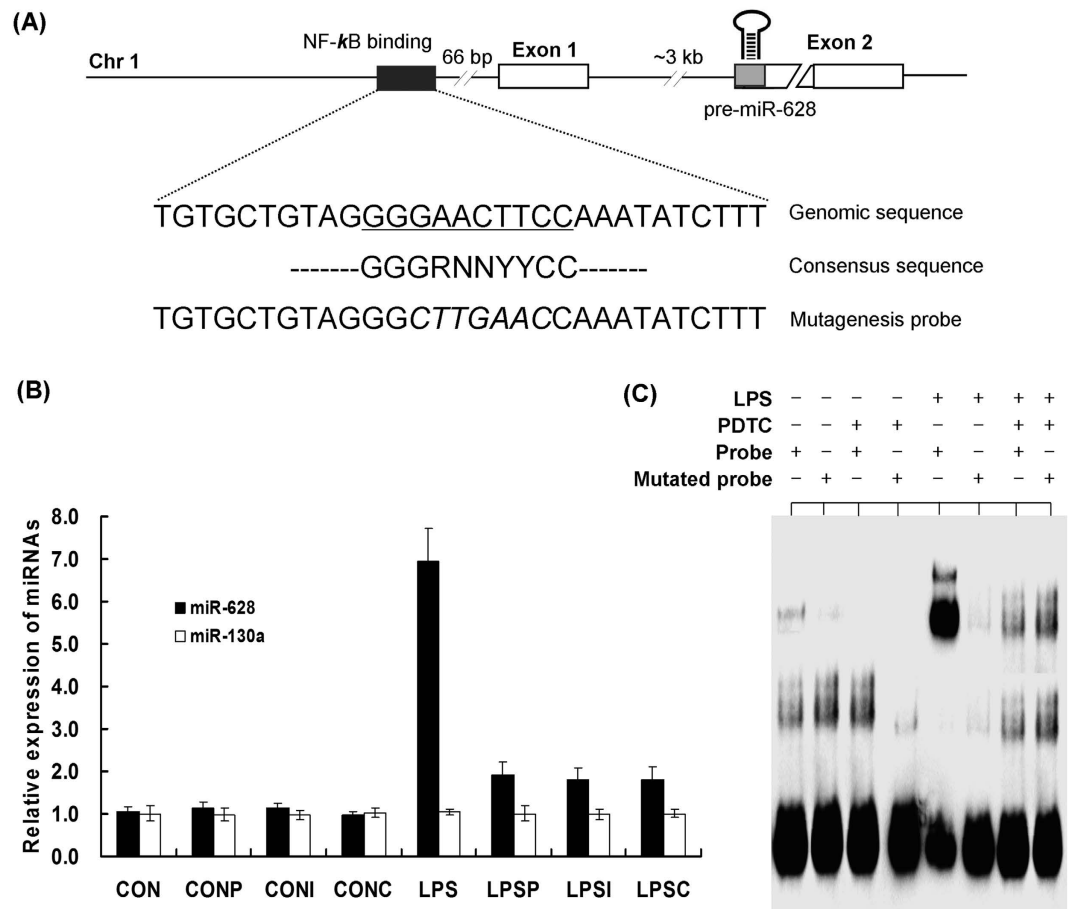 (A)
Chr 1
NF-kB binding
66 bp
Exon 1
~3 kb
Exon 2
pre-miR-628
TGTGCTGTAGGGGAACTTCCAAATATCTTT Genomic sequence
-------GGGRNNYYCC------- Consensus sequence
TGTGCTGTAGGGCTTGAACCAAATATCTTT Mutagenesis probe
(B)
Relative expression of miRNAs
8.0
7.0
6.0
5.0
4.0
3.0
2.0
1.0
0.0
miR-628
miR-130a
CON CONP CONI CONC LPS LPSP LPSI LPSC
(C)
LPS – – – – + + + +
PDTC – – + + – – + +
Probe + – + – + – + –
Mutated probe – + – + – + – +